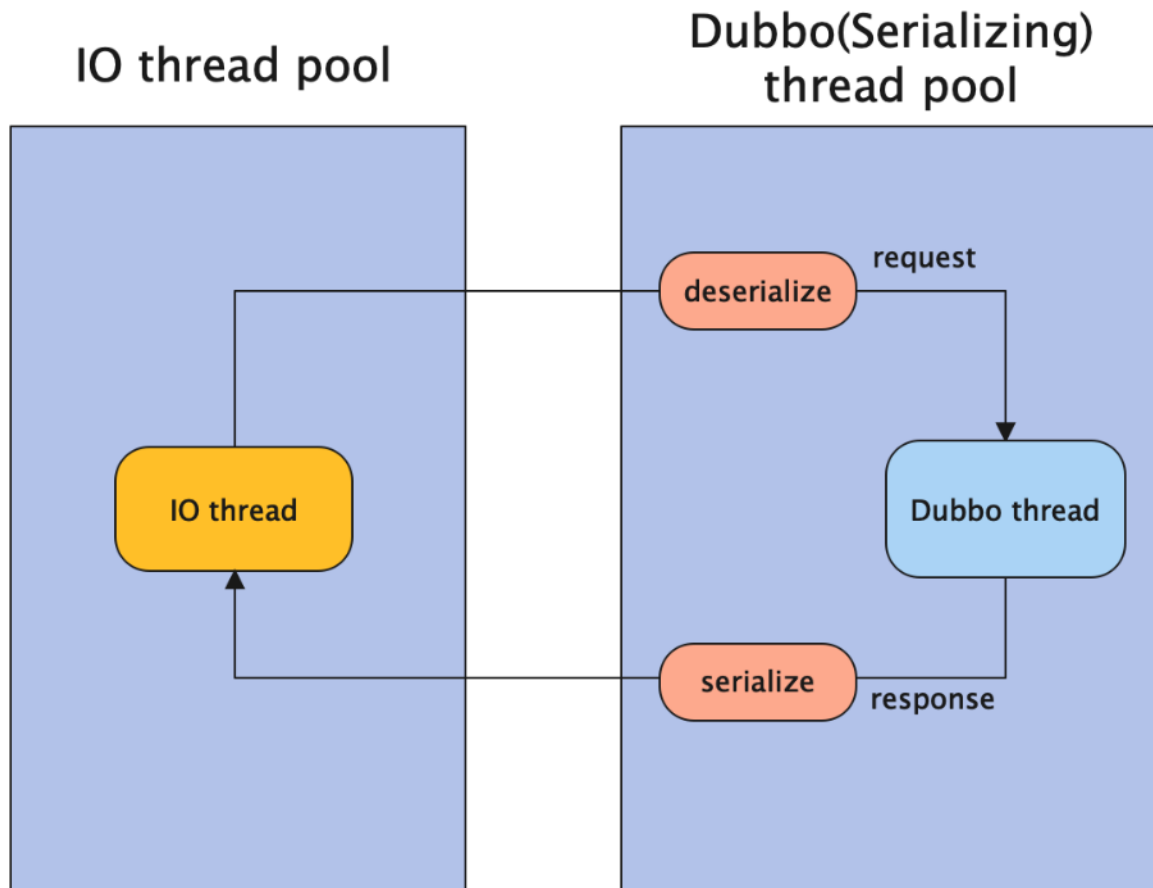 IO thread pool
Dubbo(Serializing)
thread pool
deserialize
request
IO thread
Dubbo thread
serialize
response